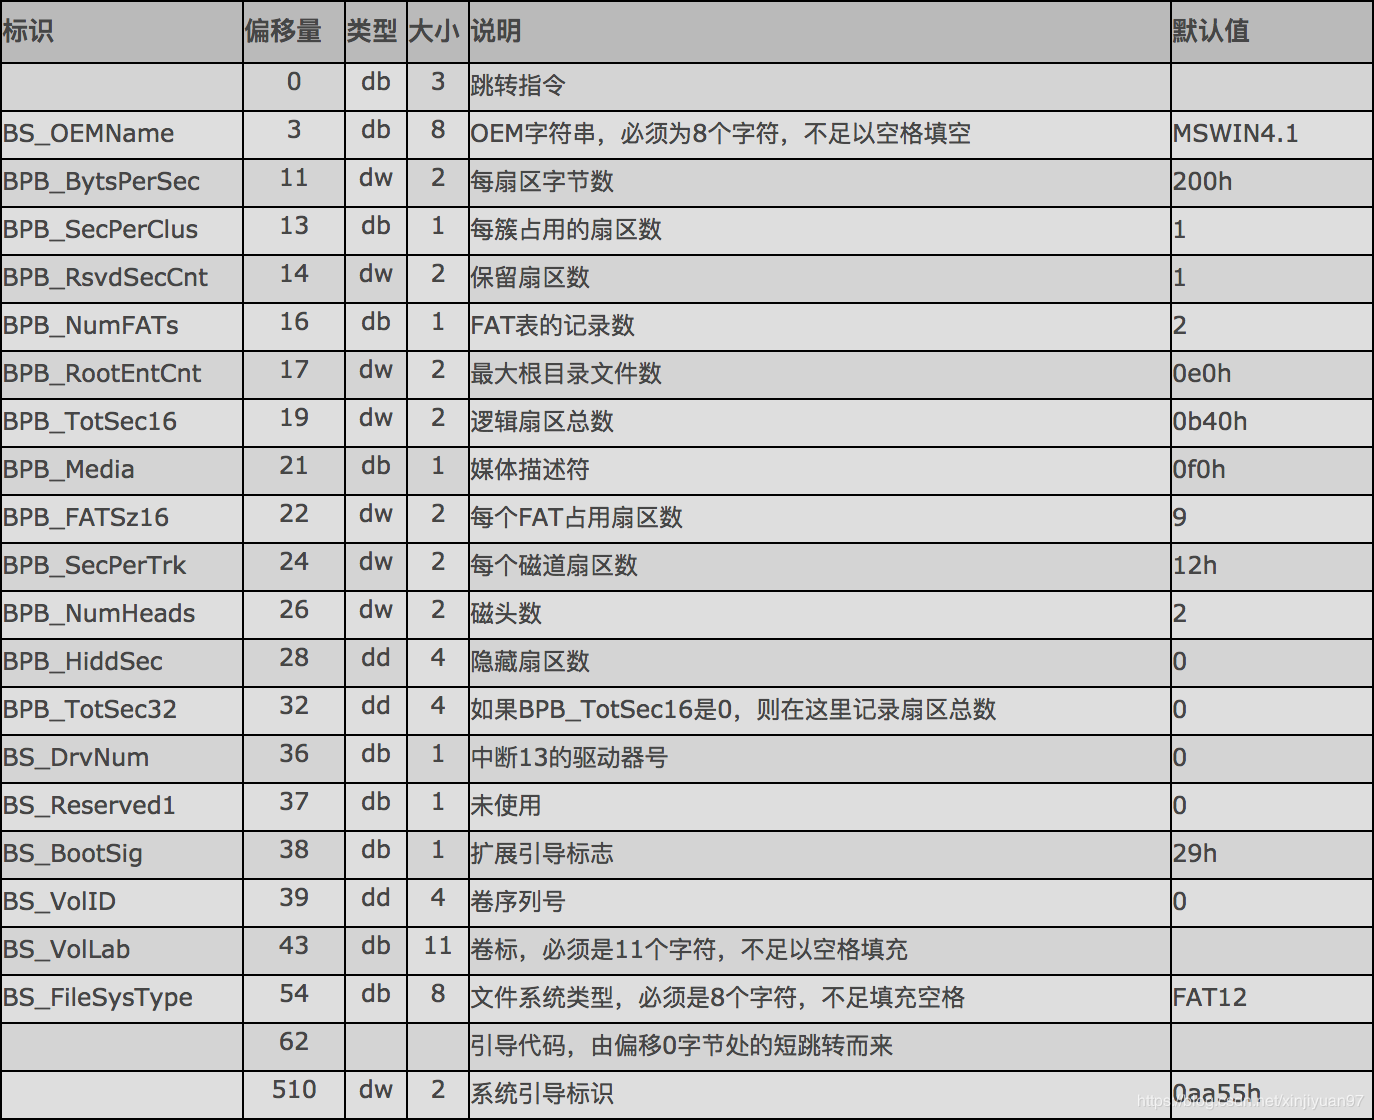 标识 偏移量 类型 大小 说明 默认值
0 db 3 跳转指令
BS_OEMName 3 db 8 OEM字符串，必须为8个字符，不足以空格填空 MSWIN4.1
BPB_BytsPerSec 11 dw 2 每扇区字节数 200h
BPB_SecPerClus 13 db 1 每簇占用的扇区数 1
BPB_RsvdSecCnt 14 dw 2 保留扇区数 1
BPB_NumFATs 16 db 1 FAT表的记录数 2
BPB_RootEntCnt 17 dw 2 最大根目录文件数 0e0h
BPB_TotSec16 19 dw 2 逻辑扇区总数 0b40h
BPB_Media 21 db 1 媒体描述符 0f0h
BPB_FATSz16 22 dw 2 每个FAT占用扇区数 9
BPB_SecPerTrk 24 dw 2 每个磁道扇区数 12h
BPB_NumHeads 26 dw 2 磁头数 2
BPB_HiddSec 28 dd 4 隐藏扇区数 0
BPB_TotSec32 32 dd 4 如果BPB_TotSec16是0，则在这里记录扇区总数 0
BS_DrvNum 36 db 1 中断13的驱动器号 0
BS_Reserved1 37 db 1 未使用 0
BS_BootSig 38 db 1 扩展引导标志 29h
BS_VolID 39 dd 4 卷序列号 0
BS_VolLab 43 db 11 卷标，必须是11个字符，不足以空格填充
BS_FileSysType 54 db 8 文件系统类型，必须是8个字符，不足填充空格 FAT12
62 引导代码，由偏移0字节处的短跳转而来
510 dw 2 系统引导标识 0aa55h
https://blog.csdn.net/xinjiyuan97